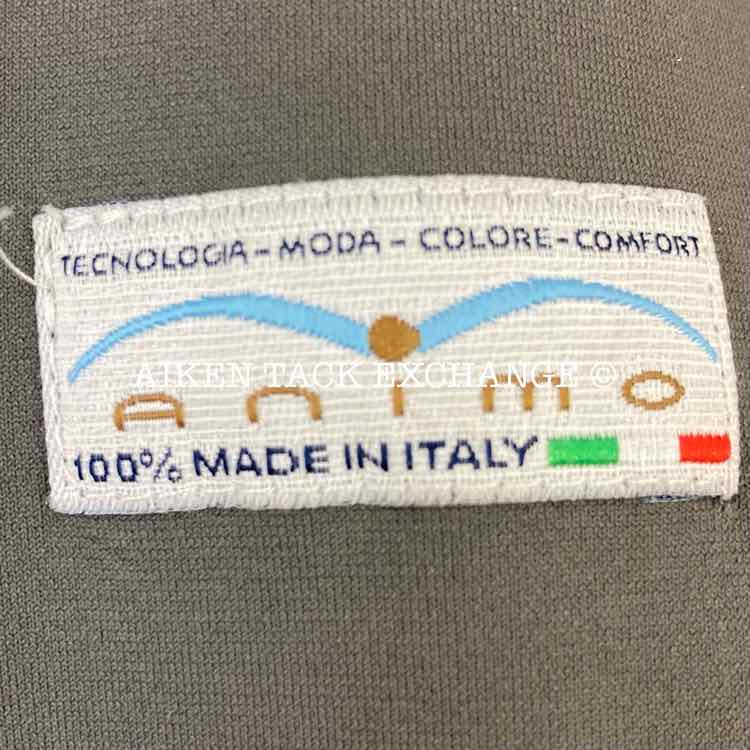 TECNOLOGIA - MODA - COLORE - COMFORT
AIKEN TACK EXCHANGE ©
animo
100% MADE IN ITALY